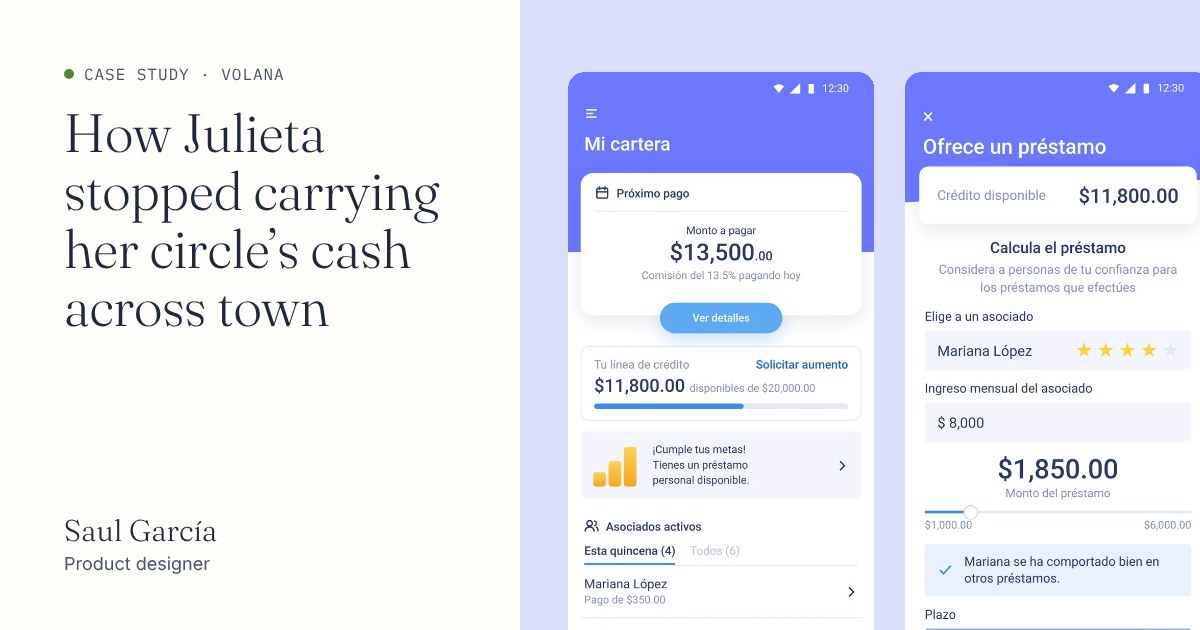 CASE STUDY · VOLANA
How Julieta
stopped carrying
her circle’s cash
across town
Saul García
Product designer
12:30
Mi cartera
Próximo pago
Monto a pagar
$13,500.00
Comisión del 13.5% pagando hoy
Ver detalles
Tu línea de crédito
Solicitar aumento
$11,800.00 disponibles de $20,000.00
¡Cumple tus metas!
Tienes un préstamo
personal disponible.
Asociados activos
Esta quincena (4)
Todos (6)
Mariana López
Pago de $350.00
12:30
Ofrece un préstamo
Crédito disponible
$11,800.00
Calcula el préstamo
Considera a personas de tu confianza para
los préstamos que efectúes
Elige a un asociado
Mariana López
Ingreso mensual del asociado
$ 8,000
$1,850.00
Monto del préstamo
$1,000.00
$6,000.00
Mariana se ha comportado bien en
otros préstamos.
Plazo